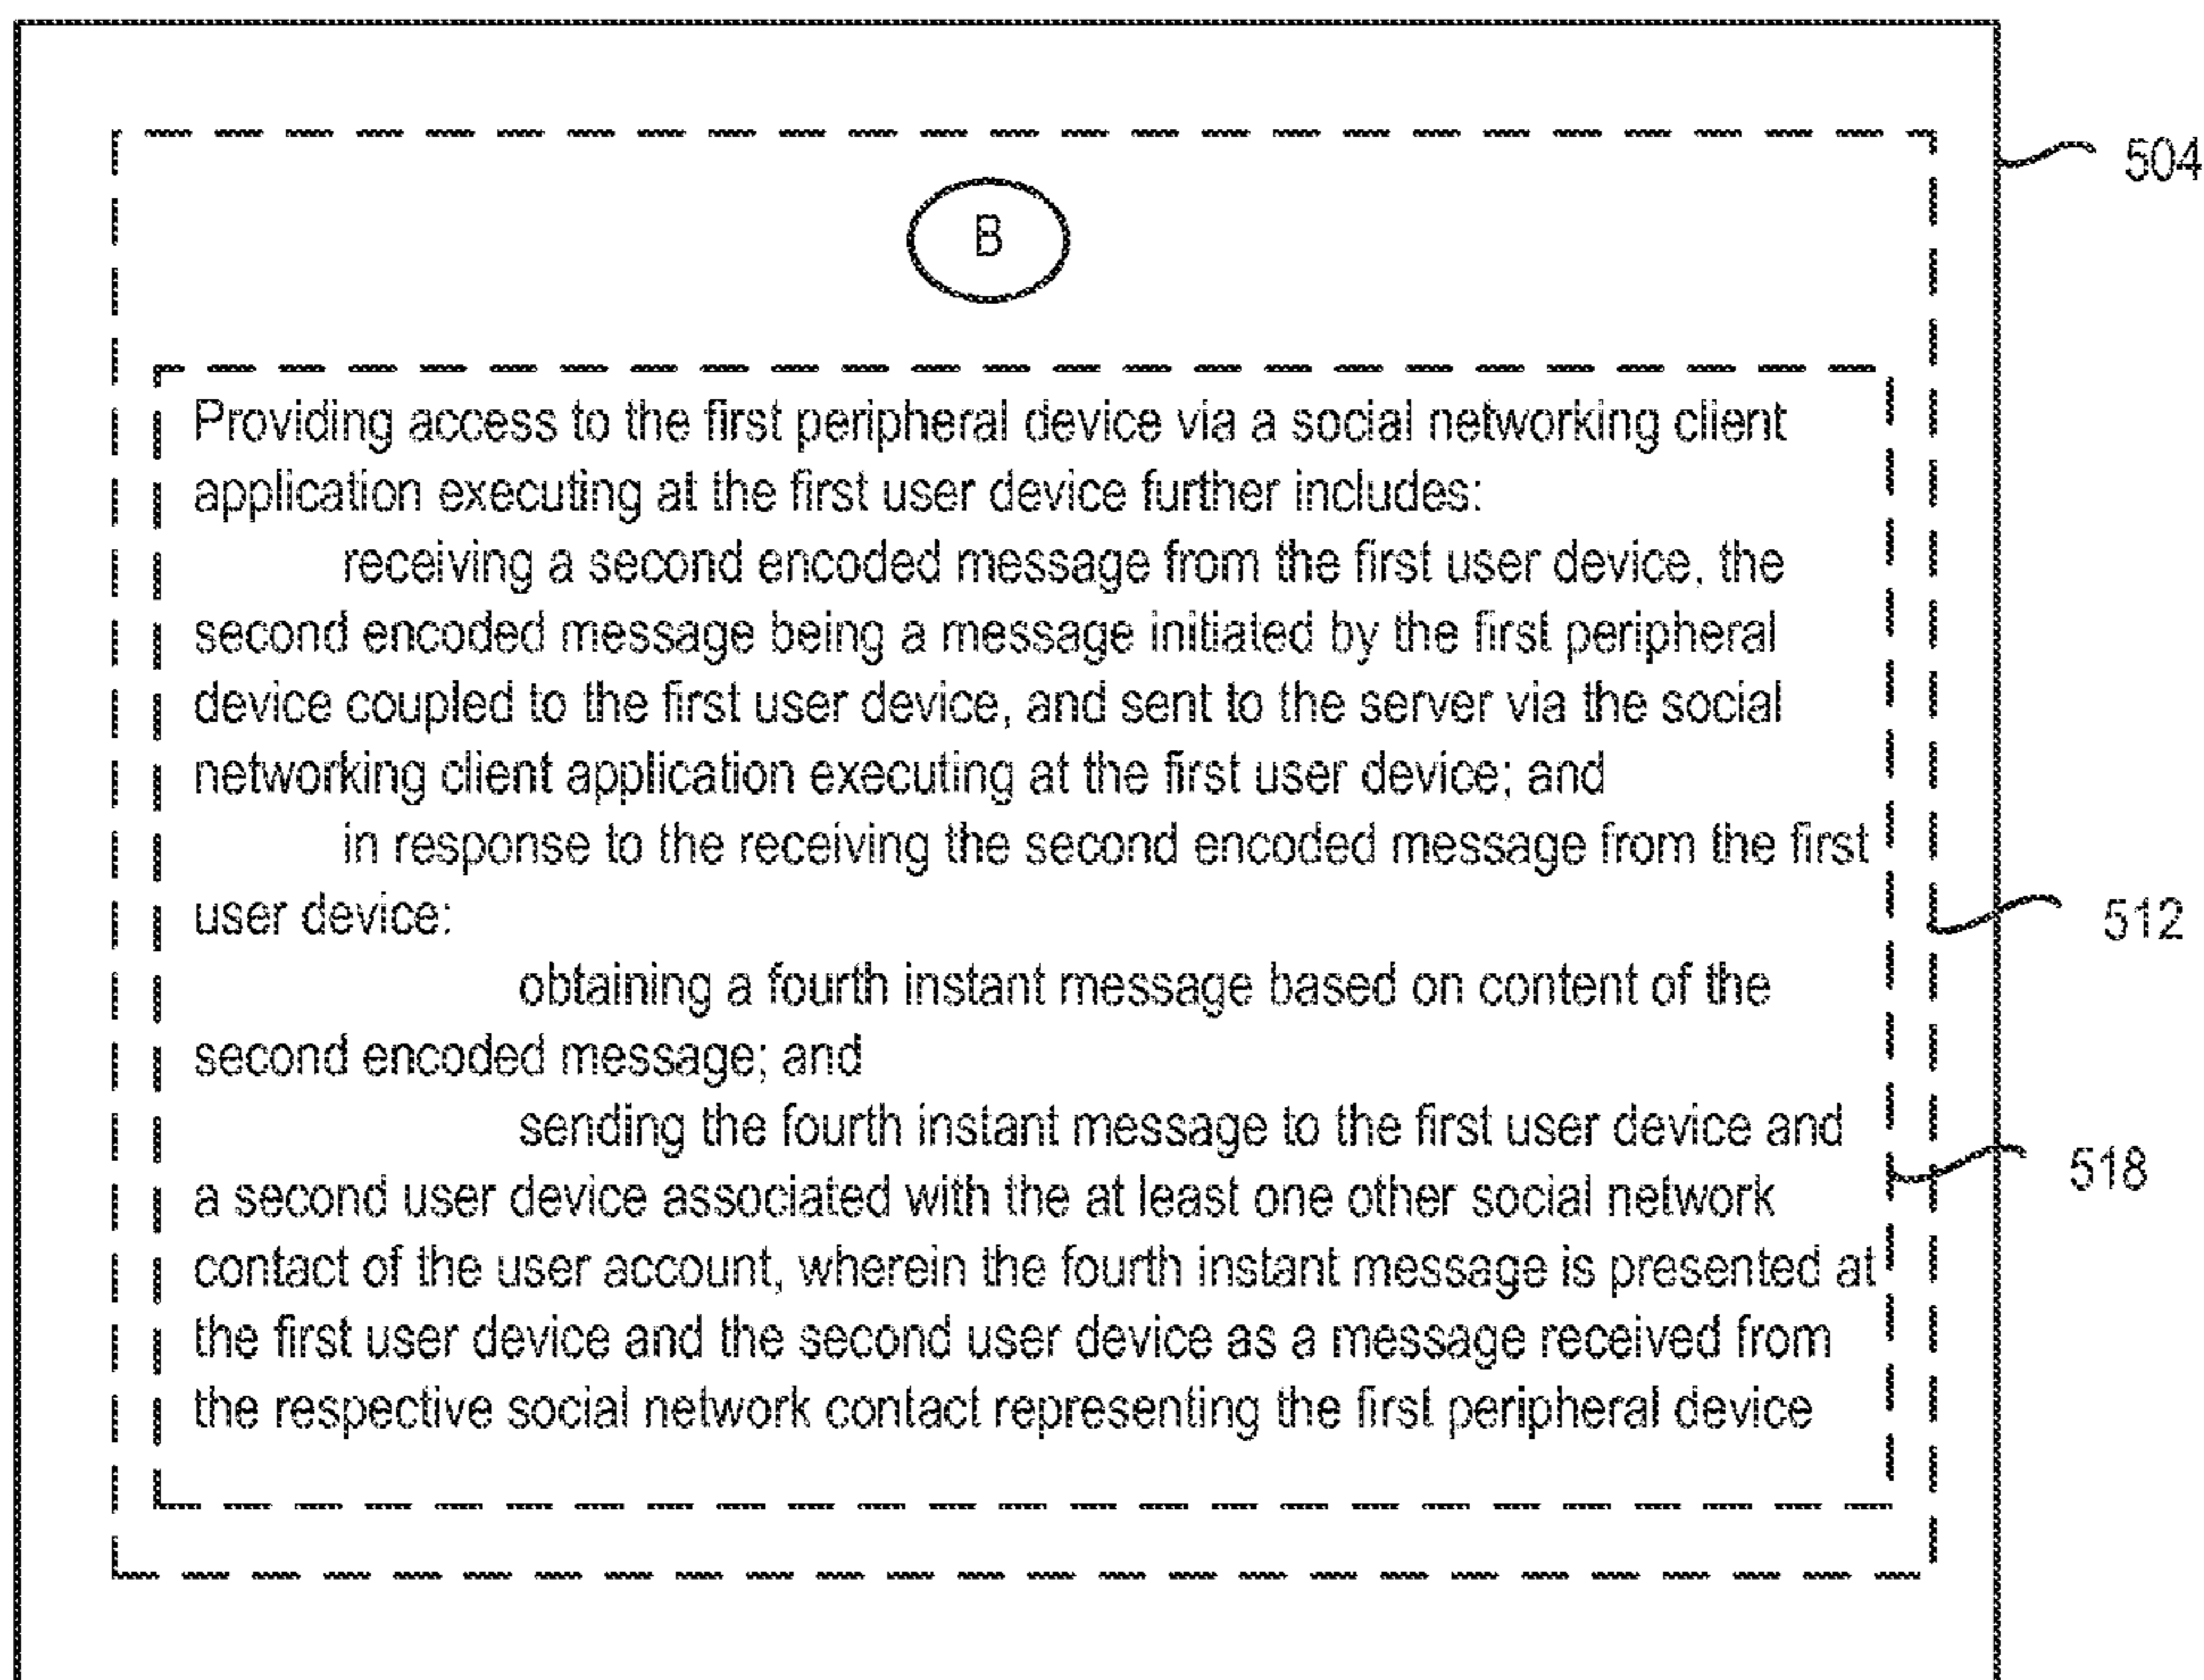 504
B
Providing access to the first peripheral device via a social networking client
application executing at the first user device further includes:
receiving a second encoded message from the first user device, the
second encoded message being a message initiated by the first peripheral
device coupled to the first user device, and sent to the server via the social
networking client application executing at the first user device; and
in response to the receiving the second encoded message from the first
user device:
512
obtaining a fourth instant message based on content of the
second encoded message; and
sending the fourth instant message to the first user device and
518
a second user device associated with the at least one other social network
contact of the user account, wherein the fourth instant message is presented at
the first user device and the second user device as a message received from
the respective social network contact representing the first peripheral device